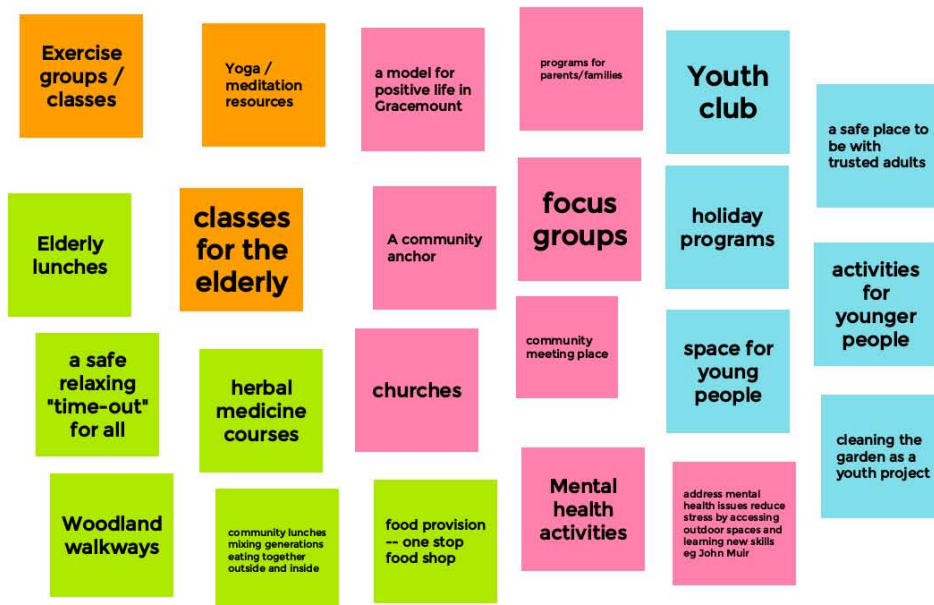 Exercise
groups /
classes
Yoga /
meditation
resources
a model for
positive life in
Gracemount
programs for
parents/families
Youth
club
a safe place to
be with
trusted adults
Elderly
lunches
classes
for the
elderly
A community
anchor
focus
groups
holiday
programs
activities
for
younger
people
a safe
relaxing
"time-out"
for all
herbal
medicine
courses
churches
community
meeting place
space for
young
people
cleaning the
garden as a
youth project
Woodland
walkways
community lunches
mixing generations
eating together
outside and inside
food provision
-- one stop
food shop
Mental
health
activities
address mental
health issues reduce
stress by accessing
outdoor spaces and
learning new skills
eg John Muir